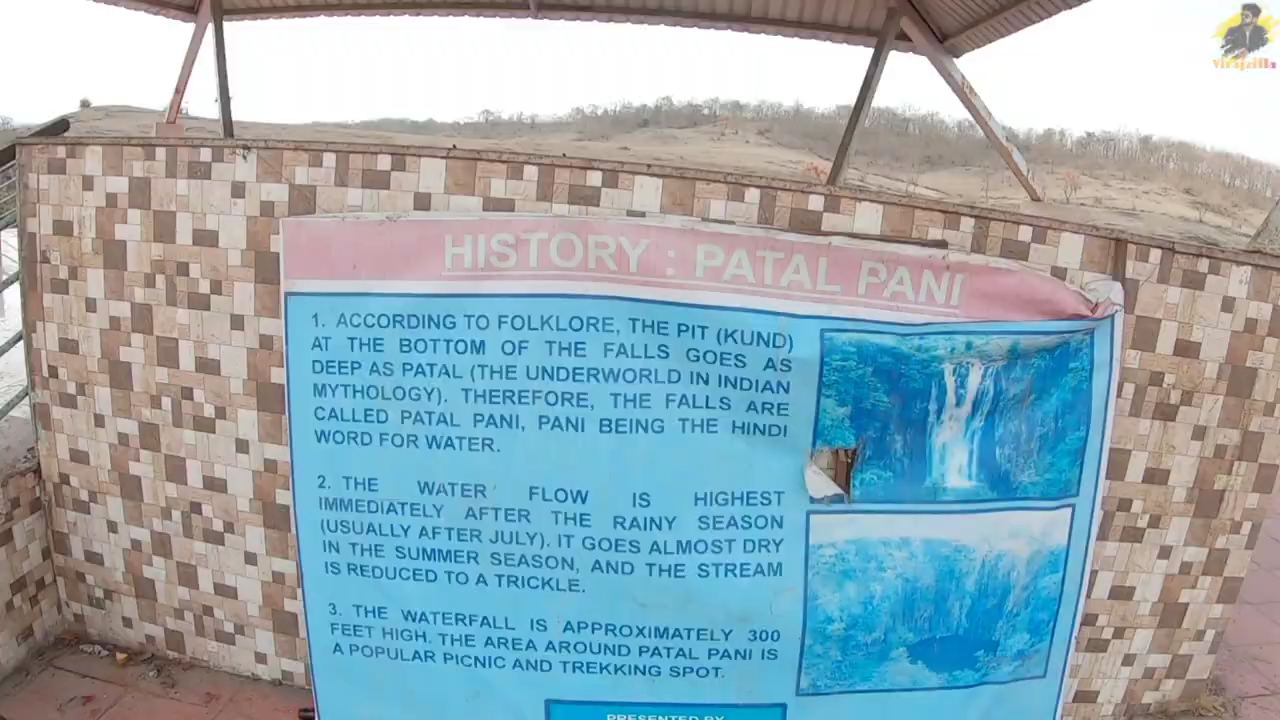 Virajzilla
HISTORY : PATAL PANI
1. ACCORDING TO FOLKLORE, THE PIT (KUND)
AT THE BOTTOM OF THE FALLS GOES AS
DEEP AS PATAL (THE UNDERWORLD IN INDIAN
MYTHOLOGY). THEREFORE, THE FALLS ARE
CALLED PATAL PANI, PANI BEING THE HINDI
WORD FOR WATER.
2. THE WATER FLOW IS HIGHEST
IMMEDIATELY AFTER THE RAINY SEASON
(USUALLY AFTER JULY). IT GOES ALMOST DRY
IN THE SUMMER SEASON, AND THE STREAM
IS REDUCED TO A TRICKLE.
3. THE WATERFALL IS APPROXIMATELY 300
FEET HIGH. THE AREA AROUND PATAL PANI IS
A POPULAR PICNIC AND TREKKING SPOT.
PRESENTED BY